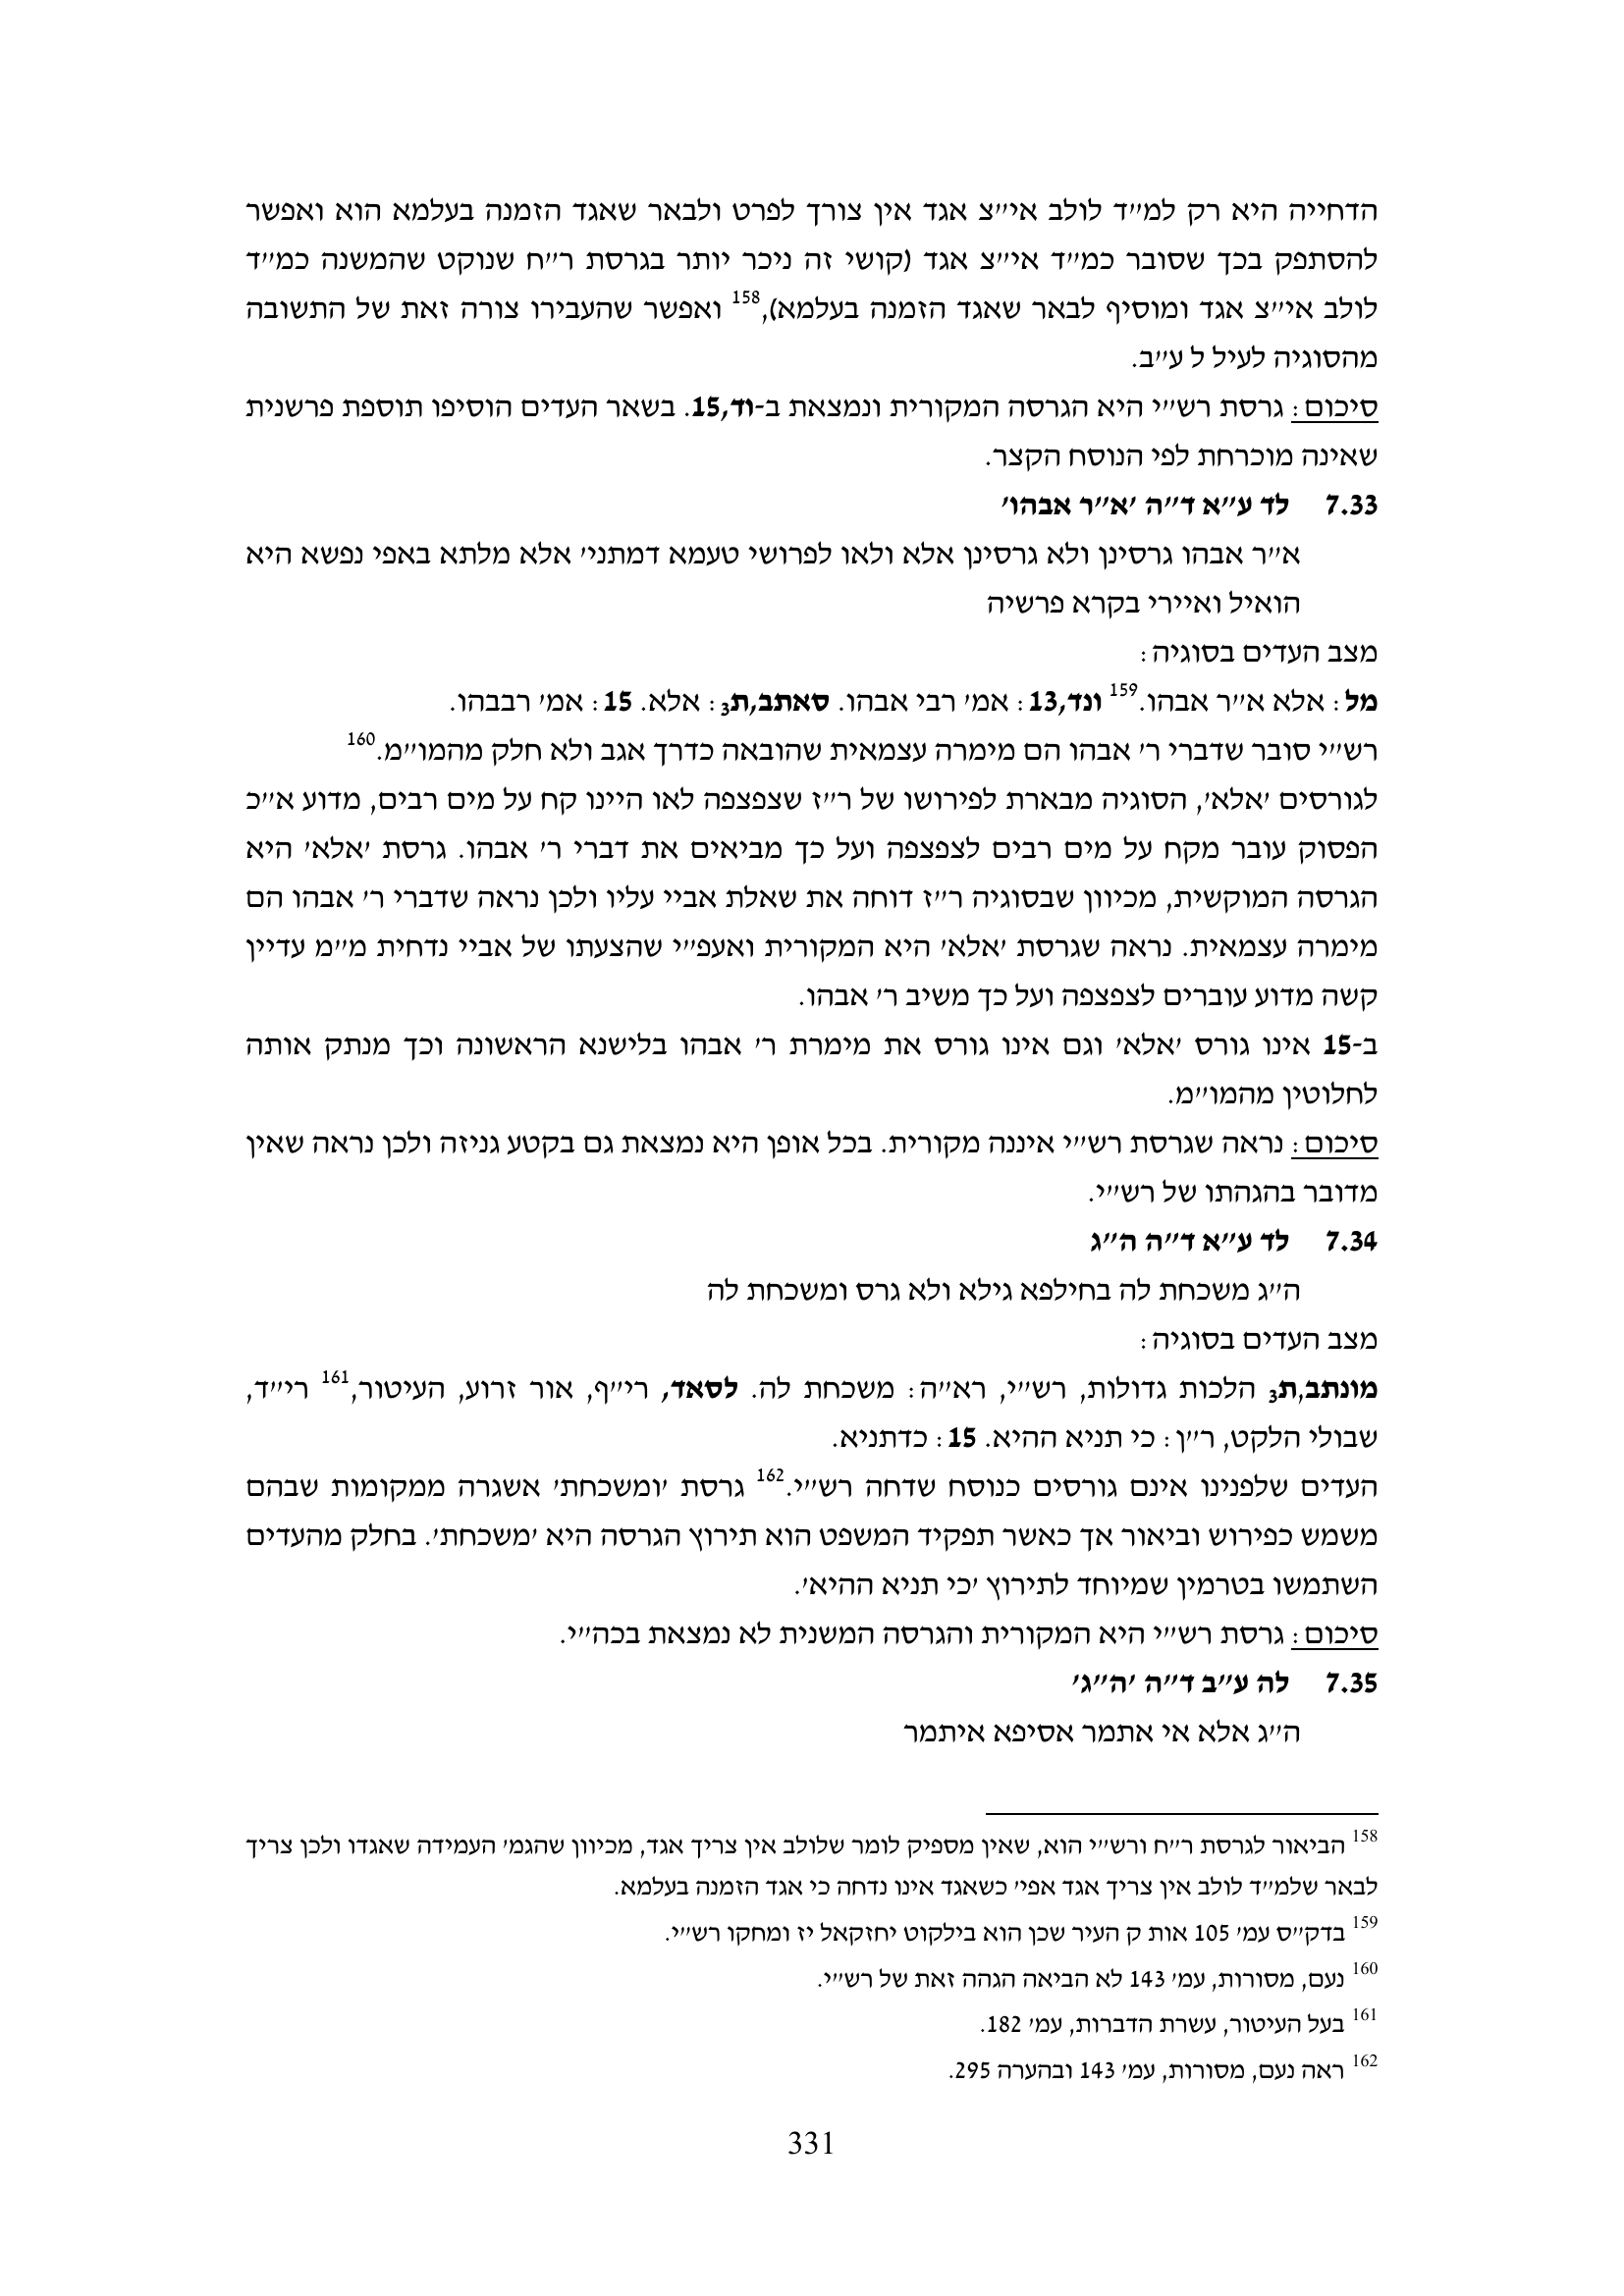 הדחייה היא רק למ״ד לולב אי״צ אגד אין צורך לפרט ולבאר שאגד הזמנה בעלמא הוא ואפשר
להסתפק בכך שסובר כמ״ד אי״צ אגד (קושי זה ניכר יותר בגרסת ר״ח שנוקט שהמשנה כמ״ד
לולב אי״צ אגד ומוסיף לבאר שאגד הזמנה בעלמא),158 ואפשר שהעבירו צורה זאת של התשובה
מהסוגיה לעיל ל ע״ב.
סיכום: גרסת רש״י היא הגרסה המקורית ונמצאת ב-וד,15. בשאר העדים הוסיפו תוספת פרשנית
שאינה מוכרחת לפי הנוסח הקצר.
7.33 לד ע״א ד״ה ׳א״ר אבהו׳
א״ר אבהו גרסינן ולא גרסינן אלא ולאו לפרושי טעמא דמתני׳ אלא מלתא באפי נפשא היא
הואיל ואיירי בקרא פרשיה
מצב העדים בסוגיה:
מל: אלא א״ר אבהו.159 ונד,13: אמ׳ רבי אבהו. סאתב,ת3: אלא. 15: אמ׳ רבבהו.
רש״י סובר שדברי ר׳ אבהו הם מימרה עצמאית שהובאה כדרך אגב ולא חלק מהמו״מ.160
לגורסים ׳אלא׳, הסוגיה מבארת לפירושו של ר״ז שצפצפה לאו היינו קח על מים רבים, מדוע א״כ
הפסוק עובר מקח על מים רבים לצפצפה ועל כך מביאים את דברי ר׳ אבהו. גרסת ׳אלא׳ היא
הגרסה המוקשית, מכיוון שבסוגיה ר״ז דוחה את שאלת אביי עליו ולכן נראה שדברי ר׳ אבהו הם
מימרה עצמאית. נראה שגרסת ׳אלא׳ היא המקורית ואעפ״י שהצעתו של אביי נדחית מ״מ עדיין
קשה מדוע עוברים לצפצפה ועל כך משיב ר׳ אבהו.
ב-15 אינו גורס ׳אלא׳ וגם אינו גורס את מימרת ר׳ אבהו בלישנא הראשונה וכך מנתק אותה
לחלוטין מהמו״מ.
סיכום: נראה שגרסת רש״י איננה מקורית. בכל אופן היא נמצאת גם בקטע גניזה ולכן נראה שאין
מדובר בהגהתו של רש״י.
7.34 לד ע״א ד״ה ה״ג
ה״ג משכחת לה בחילפא גילא ולא גרס ומשכחת לה
מצב העדים בסוגיה:
מונתב,ת3 הלכות גדולות, רש״י, רא״ה: משכחת לה. לסאד, רי״ף, אור זרוע, העיטור,161 רי״ד,
שבולי הלקט, ר״ן: כי תניא ההיא. 15: כדתניא.
העדים שלפנינו אינם גורסים כנוסח שדחה רש״י.162 גרסת ׳ומשכחת׳ אשגרה ממקומות שבהם
משמש כפירוש וביאור אך כאשר תפקיד המשפט הוא תירוץ הגרסה היא ׳משכחת׳. בחלק מהעדים
השתמשו בטרמין שמיוחד לתירוץ ׳כי תניא ההיא׳.
סיכום: גרסת רש״י היא המקורית והגרסה המשנית לא נמצאת בכה״י.
7.35 לה ע״ב ד״ה ׳ה״ג׳
ה״ג אלא אי אתמר אסיפא איתמר
158 הביאור לגרסת ר״ח ורש״י הוא, שאין מספיק לומר שלולב אין צריך אגד, מכיוון שהגמ׳ העמידה שאגדו ולכן צריך
לבאר שלמ״ד לולב אין צריך אגד אפי׳ כשאגד אינו נדחה כי אגד הזמנה בעלמא.
159 בדק״ס עמ׳ 105 אות ק העיר שכן הוא בילקוט יחזקאל יז ומחקו רש״י.
160 נעם, מסורות, עמ׳ 143 לא הביאה הגהה זאת של רש״י.
161 בעל העיטור, עשרת הדברות, עמ׳ 182.
162 ראה נעם, מסורות, עמ׳ 143 ובהערה 295.
331